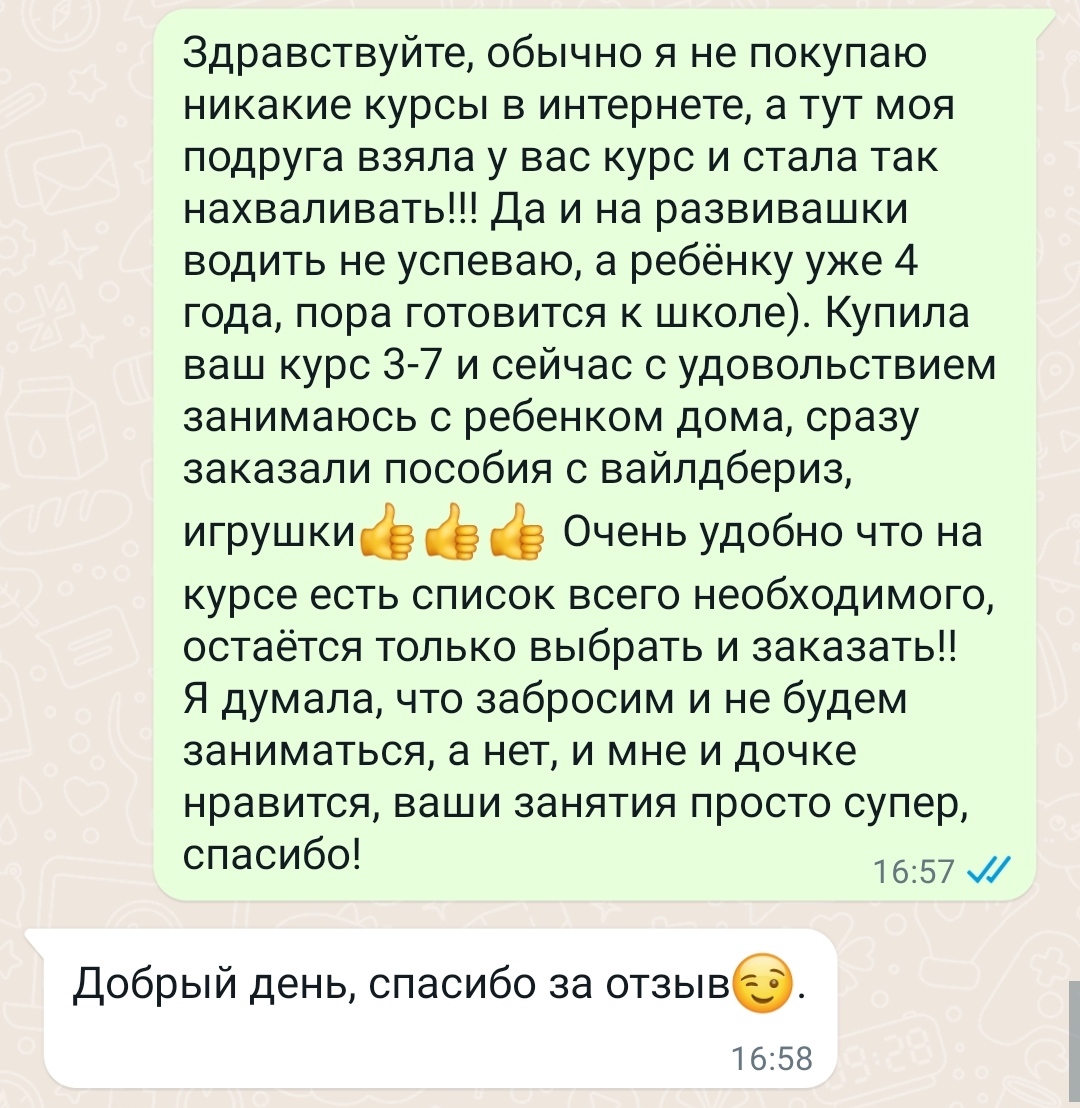 Здравствуйте, обычно я не покупаю
никакие курсы в интернете, а тут моя
подруга взяла у вас курс и стала так
нахваливать!!! Да и на развивашки
водить не успеваю, а ребёнку уже 4
года, пора готовится к школе). Купила
ваш курс 3-7 и сейчас с удовольствием
занимаюсь с ребенком дома, сразу
заказали пособия с вайлдбериз,
игрушки👍👍👍 Очень удобно что на
курсе есть список всего необходимого,
остаётся только выбрать и заказать!!
Я думала, что забросим и не будем
заниматься, а нет, и мне и дочке
нравится, ваши занятия просто супер,
спасибо!
16:57
Добрый день, спасибо за отзыв😉.
16:58